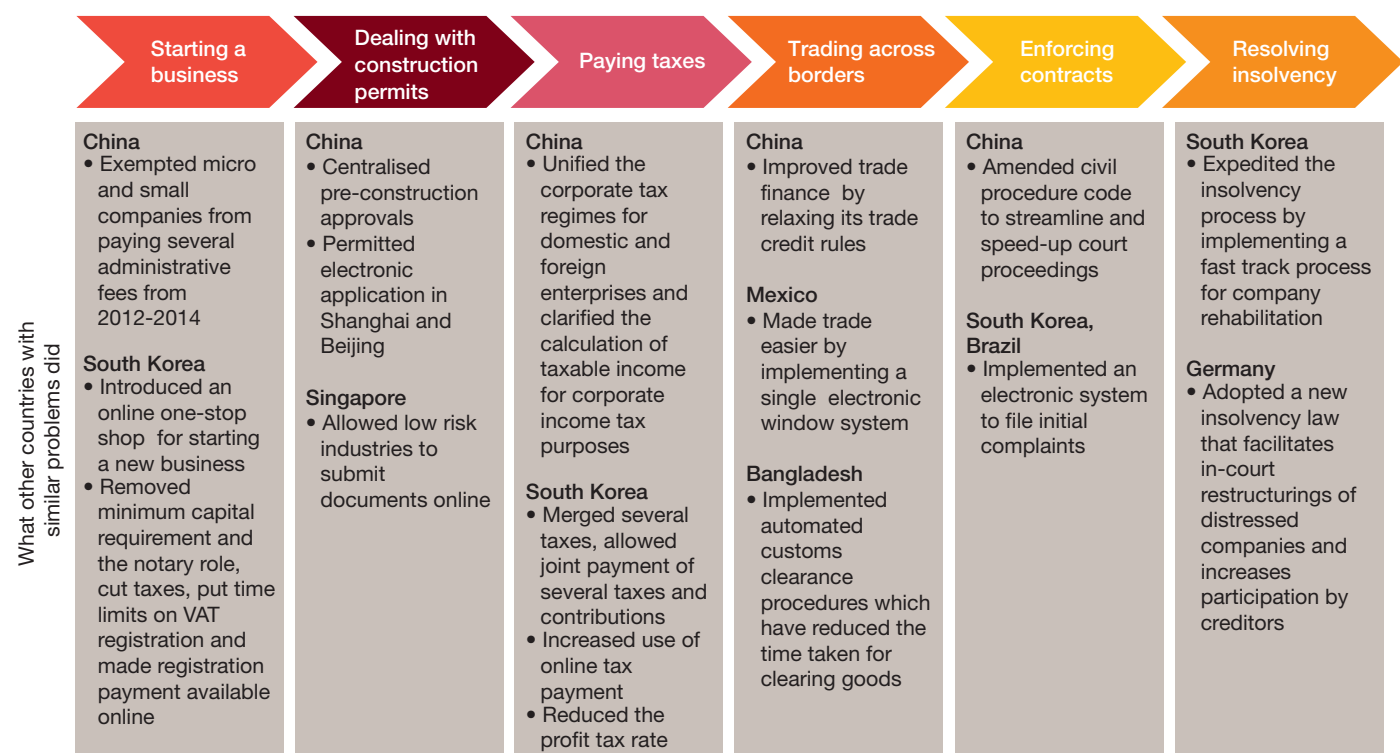 Starting a
business
Dealing with
construction
permits
Paying taxes
Trading across
borders
Enforcing
contracts
Resolving
insolvency
What other countries with
similar problems did
China
• Exempted micro
and small
companies from
paying several
administrative
fees from
2012-2014
South Korea
• Introduced an
online one-stop
shop for starting
a new business
• Removed
minimum capital
requirement and
the notary role,
cut taxes, put time
limits on VAT
registration and
made registration
payment available
online
China
• Centralised
pre-construction
approvals
• Permitted
electronic
application in
Shanghai and
Beijing
Singapore
• Allowed low risk
industries to
submit
documents online
China
• Unified the
corporate tax
regimes for
domestic and
foreign
enterprises and
clarified the
calculation of
taxable income
for corporate
income tax
purposes
South Korea
• Merged several
taxes, allowed
joint payment of
several taxes and
contributions
• Increased use of
online tax
payment
• Reduced the
profit tax rate
China
• Improved trade
finance by
relaxing its trade
credit rules
Mexico
• Made trade
easier by
implementing a
single electronic
window system
Bangladesh
• Implemented
automated
customs
clearance
procedures which
have reduced the
time taken for
clearing goods
China
• Amended civil
procedure code
to streamline and
speed-up court
proceedings
South Korea,
Brazil
• Implemented an
electronic system
to file initial
complaints
South Korea
• Expedited the
insolvency
process by
implementing a
fast track process
for company
rehabilitation
Germany
• Adopted a new
insolvency law
that facilitates
in-court
restructurings of
distressed
companies and
increases
participation by
creditors